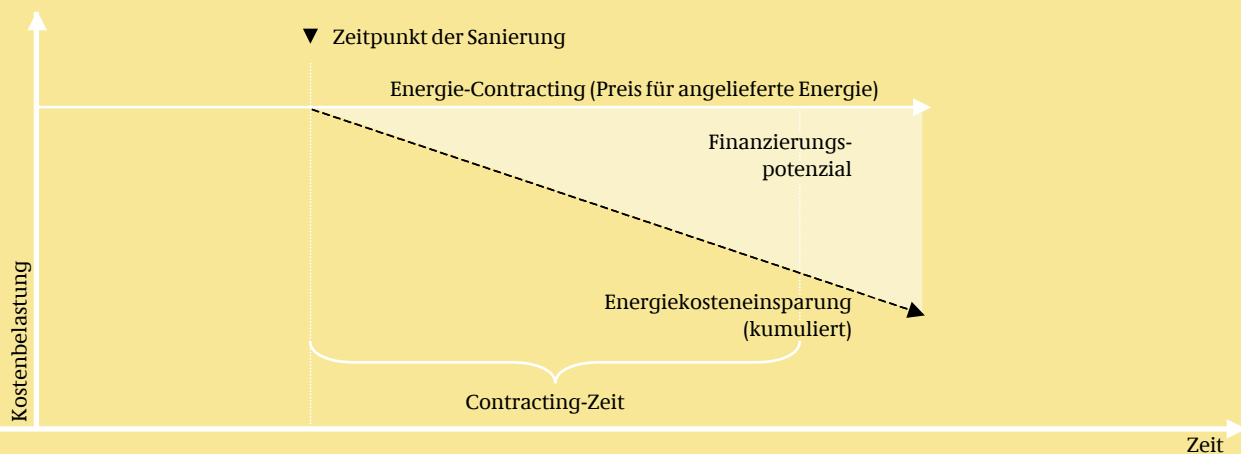 Zeitpunkt der Sanierung
Energie-Contracting (Preis für angelieferte Energie)
Finanzierungs-
potenzial
Energiekosteneinsparung
(kumuliert)
Contracting-Zeit
Kostenbelastung
Zeit